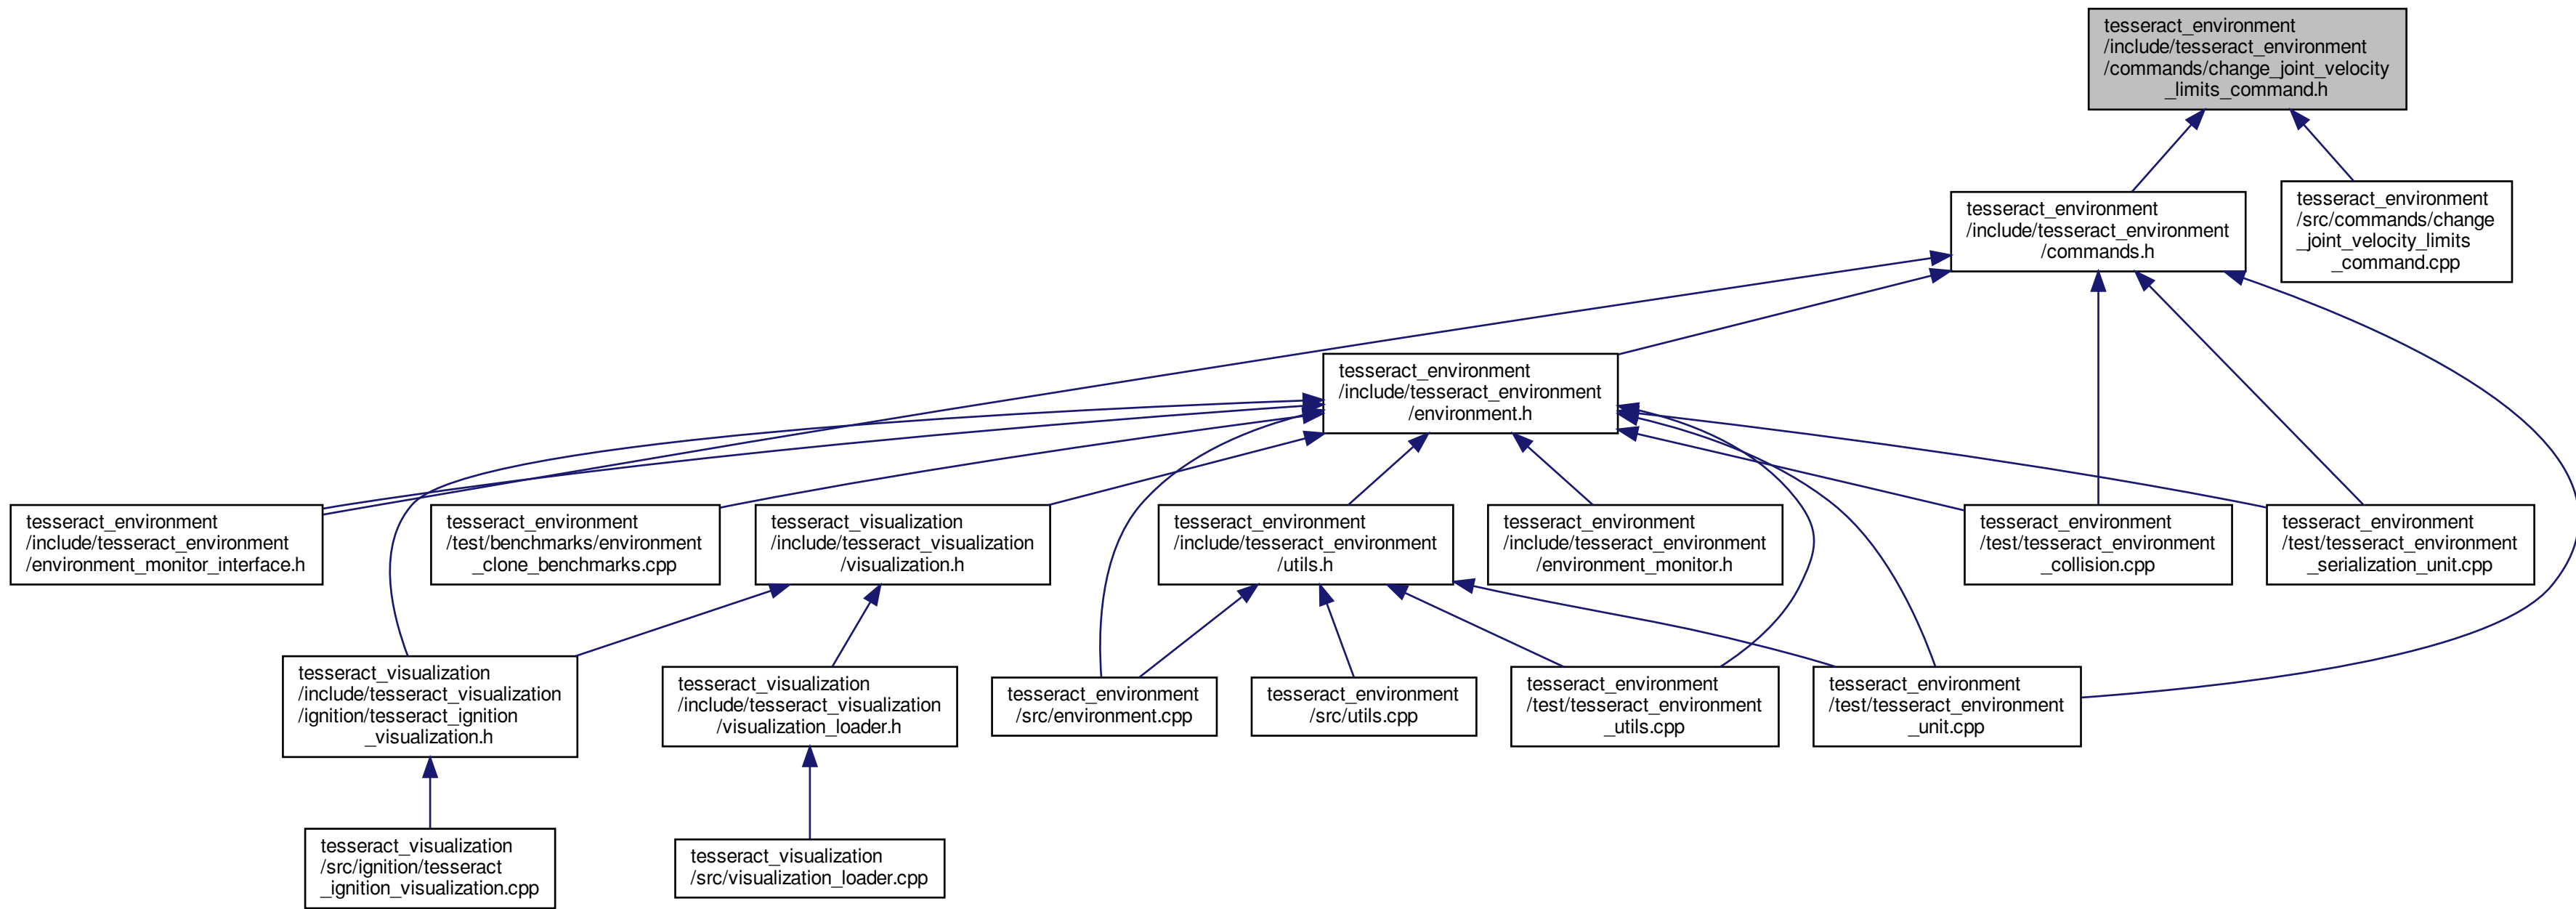 tesseract_environment
/include/tesseract_environment
/commands/change_joint_velocity
_limits_command.h
tesseract_environment
/include/tesseract_environment
/commands.h
tesseract_environment
/src/commands/change
_joint_velocity_limits
_command.cpp
tesseract_environment
/include/tesseract_environment
/environment.h
tesseract_environment
/include/tesseract_environment
/environment_monitor_interface.h
tesseract_environment
/test/benchmarks/environment
_clone_benchmarks.cpp
tesseract_visualization
/include/tesseract_visualization
/visualization.h
tesseract_environment
/include/tesseract_environment
/utils.h
tesseract_environment
/include/tesseract_environment
/environment_monitor.h
tesseract_environment
/test/tesseract_environment
_collision.cpp
tesseract_environment
/test/tesseract_environment
_serialization_unit.cpp
tesseract_visualization
/include/tesseract_visualization
/ignition/tesseract_ignition
_visualization.h
tesseract_visualization
/include/tesseract_visualization
/visualization_loader.h
tesseract_environment
/src/environment.cpp
tesseract_environment
/src/utils.cpp
tesseract_environment
/test/tesseract_environment
_utils.cpp
tesseract_environment
/test/tesseract_environment
_unit.cpp
tesseract_visualization
/src/ignition/tesseract
_ignition_visualization.cpp
tesseract_visualization
/src/visualization_loader.cpp